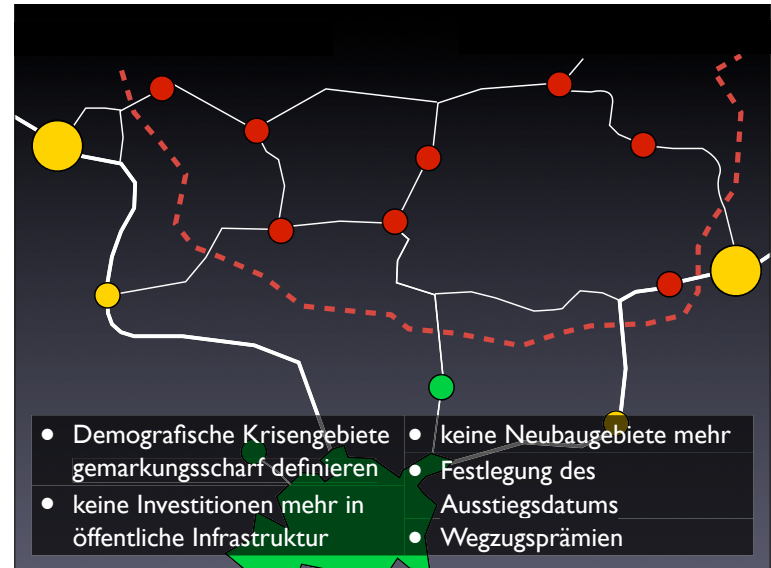 • Demografische Krisengebiete
gemarkungsscharf definieren
• keine Investitionen mehr in
öffentliche Infrastruktur
• keine Neubaugebiete mehr
• Festlegung des
Ausstiegsdatums
• Wegzugsprämien